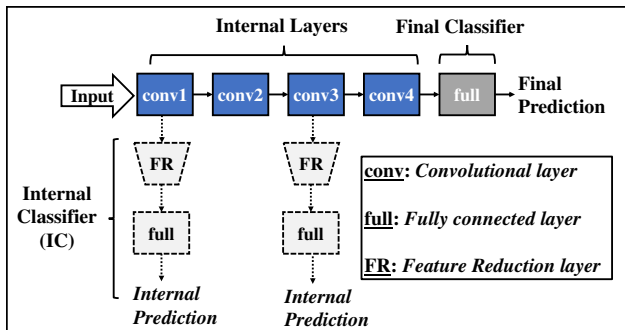 Internal Layers
Final Classifier
Input
conv1
conv2
conv3
conv4
full
Final
Prediction
Internal
Classifier
(IC)
FR
full
Internal
Prediction
FR
full
Internal
Prediction
conv: Convolutional layer
full: Fully connected layer
FR: Feature Reduction layer